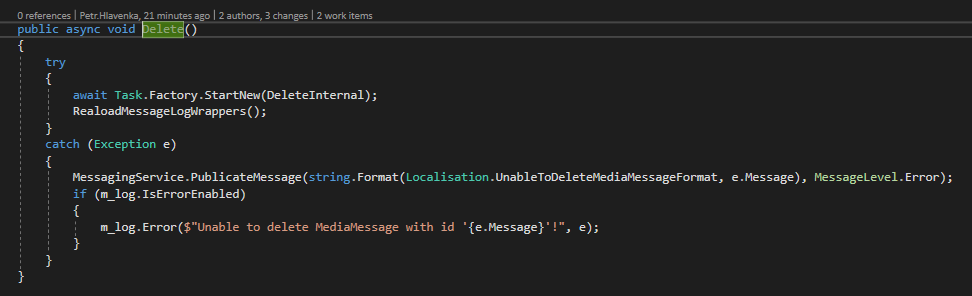 0 references | Petr.Hlavenka, 21 minutes ago | 2 authors, 3 changes | 2 work items
public async void Delete()
{
try
{
await Task.Factory.StartNew(DeleteInternal);
RealoadMessageLogWrappers();
}
catch (Exception e)
{
MessagingService.PublicateMessage(string.Format(Localisation.UnableToDeleteMediaMessageFormat, e.Message), MessageLevel.Error);
if (m_log.IsErrorEnabled)
{
m_log.Error($"Unable to delete MediaMessage with id '{e.Message}'!", e);
}
}
}